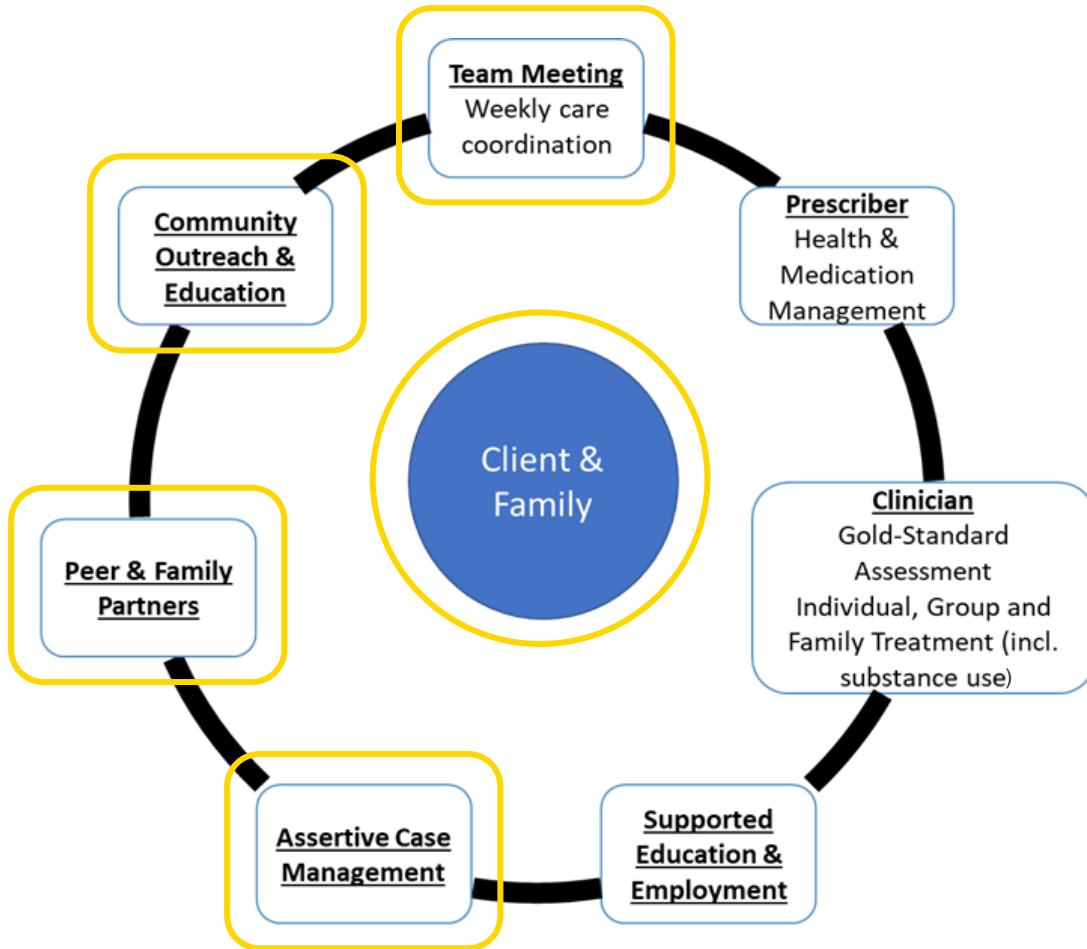 Team Meeting
Weekly care
coordination
Prescriber
Health &
Medication
Management
Clinician
Gold-Standard
Assessment
Individual, Group and
Family Treatment (incl.
substance use)
Supported
Education &
Employment
Assertive Case
Management
Peer & Family
Partners
Community
Outreach &
Education
Client &
Family